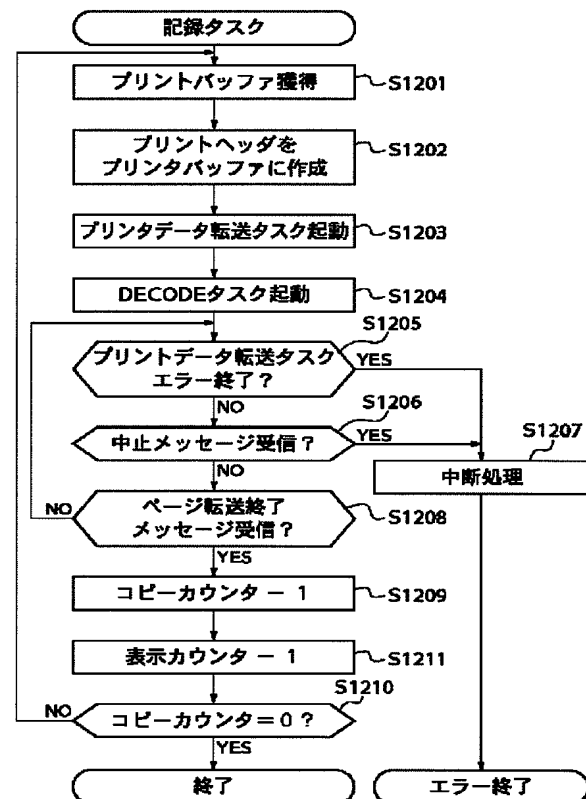 記録タスク
プリントバッファ獲得
S1201
プリントヘッダを
プリンタバッファに作成
S1202
プリンタデータ転送タスク起動
S1203
DECODEタスク起動
S1204
S1205
プリントデータ転送タスク
エラー終了？
YES
NO
S1206
中止メッセージ受信？
YES
NO
S1207
中断処理
ページ転送終了
メッセージ受信？
NO
S1208
YES
コピーカウンター － 1
S1209
表示カウンター － 1
S1211
S1210
コピーカウンター＝0？
NO
YES
終了
エラー終了